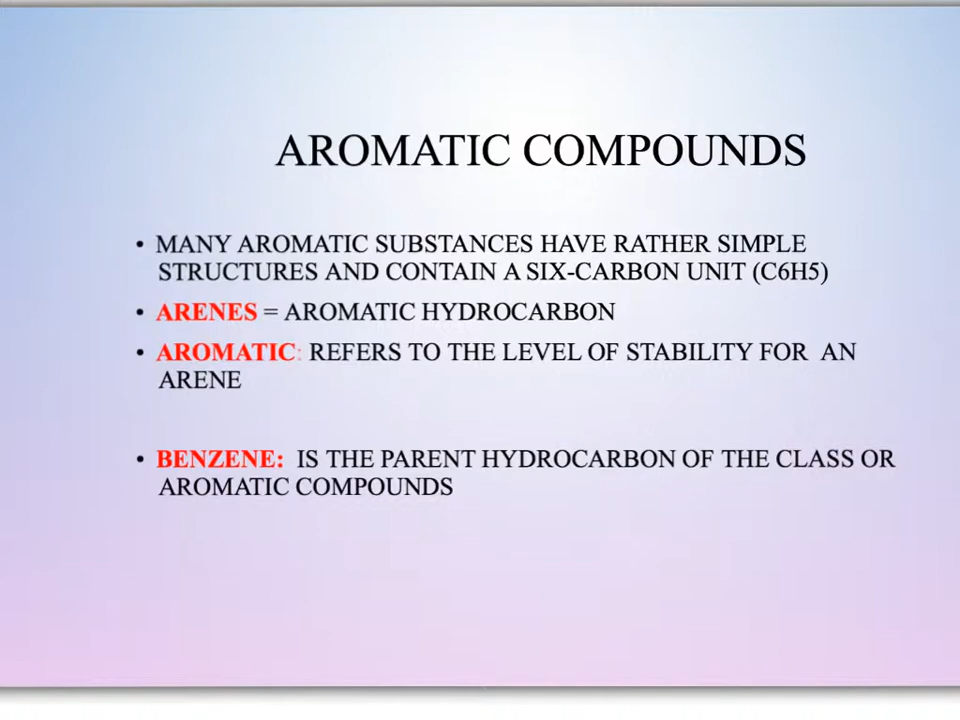 AROMATIC COMPOUNDS
• MANY AROMATIC SUBSTANCES HAVE RATHER SIMPLE
STRUCTURES AND CONTAIN A SIX-CARBON UNIT (C6H5)
• ARENES = AROMATIC HYDROCARBON
• AROMATIC: REFERS TO THE LEVEL OF STABILITY FOR AN
ARENE
• BENZENE: IS THE PARENT HYDROCARBON OF THE CLASS OR
AROMATIC COMPOUNDS